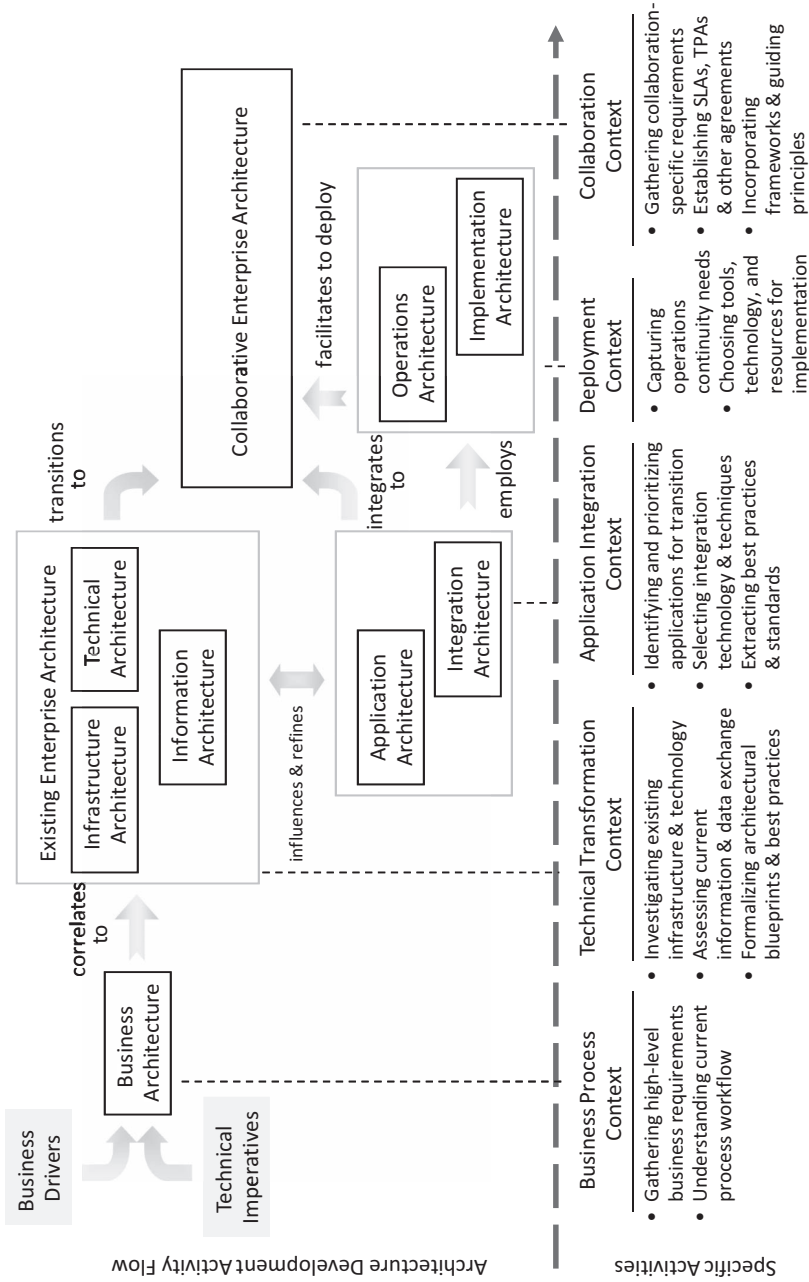 Architecture Development Activity Flow
Business
Drivers
Technical
Imperatives
Business
Architecture
correlates
to
Existing Enterprise Architecture
Infrastructure
Architecture
Technical
Architecture
Information
Architecture
influences & refines
Application
Architecture
Integration
Architecture
transitions
to
integrates
to
employs
Collaborative Enterprise Architecture
facilitates to deploy
Operations
Architecture
Implementation
Architecture
Specific Activities
Business Process
Context
• Gathering high-level
business requirements
• Understanding current
process workflow
Technical Transformation
Context
• Investigating existing
infrastructure & technology
• Assessing current
information & data exchange
• Formalizing architectural
blueprints & best practices
Application Integration
Context
• Identifying and prioritizing
applications for transition
• Selecting integration
technology & techniques
• Extracting best practices
& standards
Deployment
Context
• Capturing
operations
continuity needs
• Choosing tools,
technology, and
resources for
implementation
Collaboration
Context
• Gathering collaboration-
specific requirements
• Establishing SLAs, TPAs
& other agreements
• Incorporating
frameworks & guiding
principles